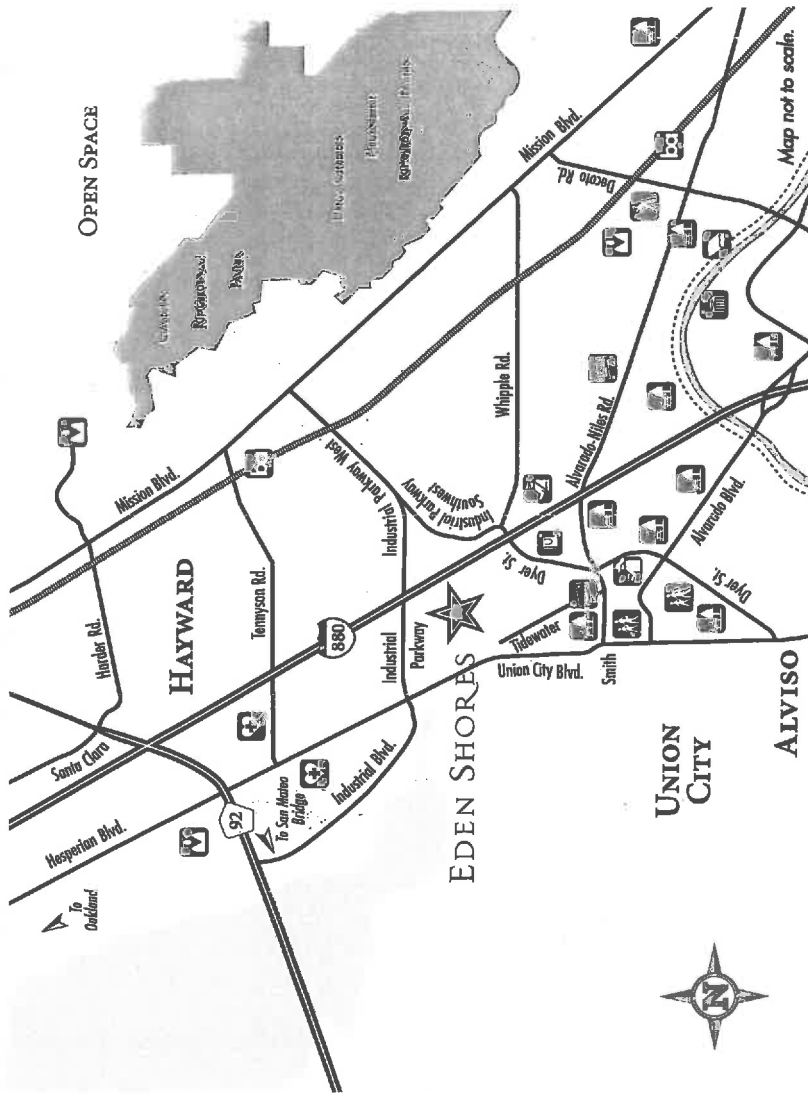 To
Oakland
Hesperian Blvd.
Santa Clara
Harder Rd.
Mission Blvd.
OPEN SPACE
92
HAYWARD
To San Mateo
Bridge
Tennyson Rd.
880
Industrial Blvd.
Industrial
Parkway
Industrial Parkway West
Industrial Parkway
Southwest
EDEN SHORES
Whipple Rd.
Mission Blvd.
Union City Blvd.
Tidewater
Dyer St.
Alvarado-Niles Rd.
Decoto Rd.
Smith
UNION
CITY
Alvarado Blvd.
Dyer St.
N
ALVISO
Map not to scale.